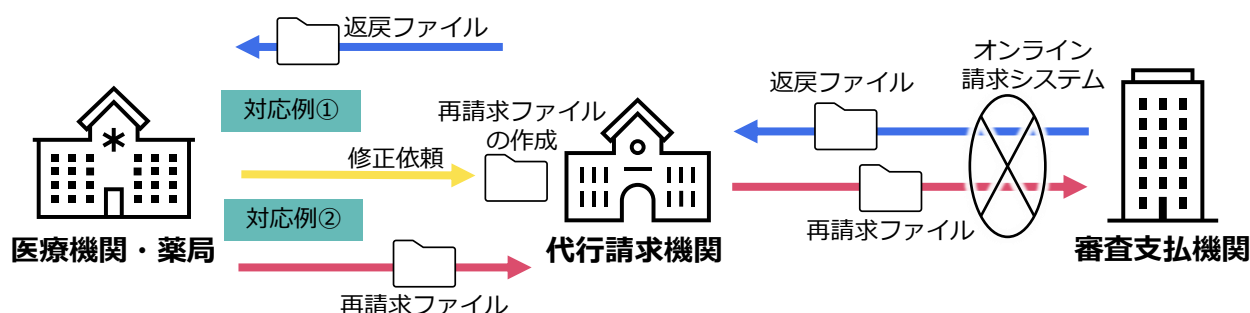 返戻ファイル
対応例①
修正依頼
対応例②
再請求ファイル
医療機関・薬局
再請求ファイル
の作成
代行請求機関
返戻ファイル
オンライン
請求システム
再請求ファイル
審査支払機関